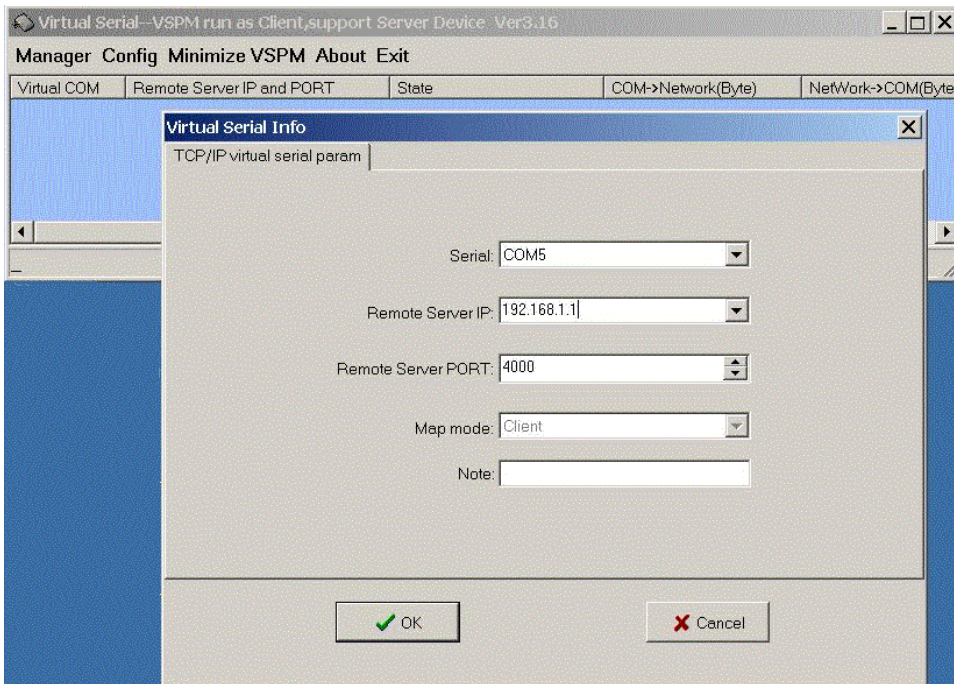 Virtual Serial--VSPM run as Client,support Server Device Ver3.16
Manager Config Minimize VSPM About Exit
Virtual COM Remote Server IP and PORT State COM->Network(Byte) NetWork->COM(Byte
Virtual Serial Info
TCP/IP virtual serial param
Serial: COM5
Remote Server IP: 192.168.1.1
Remote Server PORT: 4000
Map mode: Client
Note:
OK Cancel